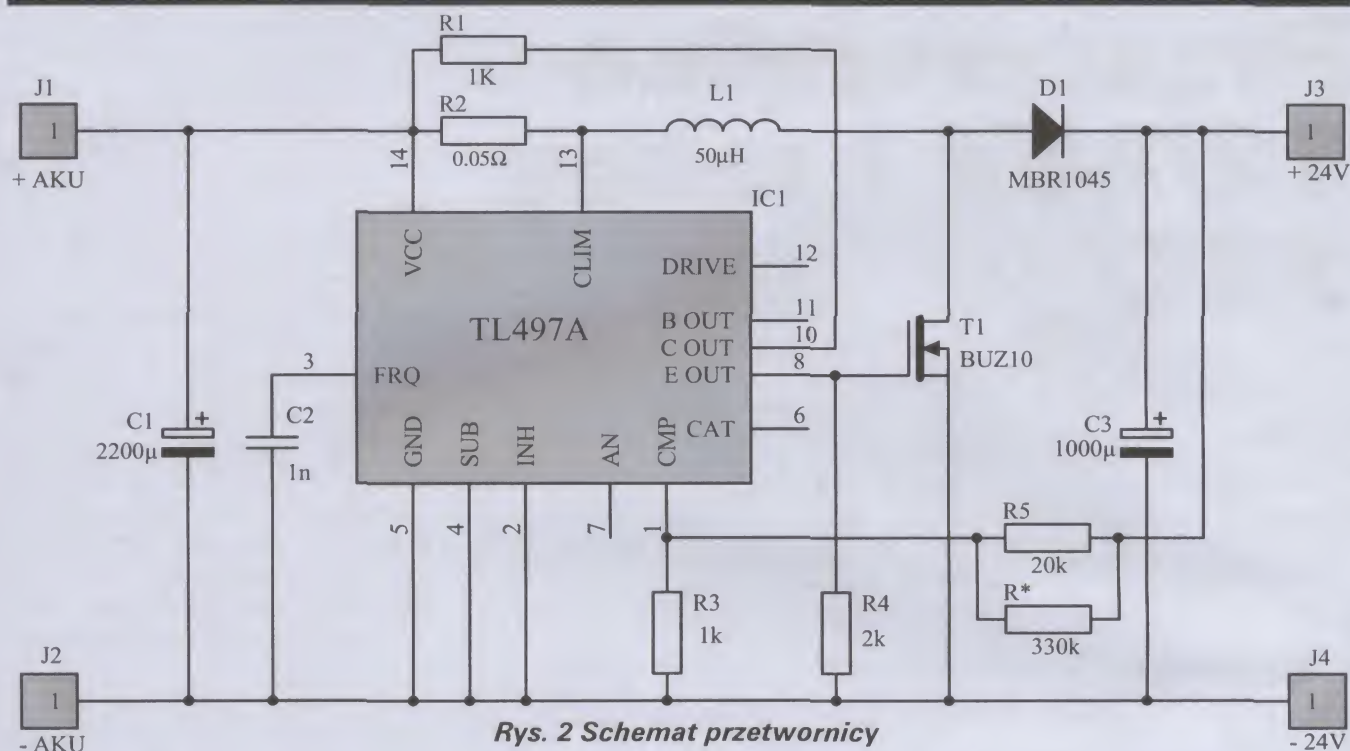 R1
1K
J1
1
+ AKU
R2
0.05Ω
L1
50µH
D1
MBR1045
J3
1
+ 24V
14
13
IC1
VCC
CLIM
DRIVE
12
B OUT
11
C OUT
10
E OUT
8
CAT
6
TL497A
3
FRQ
GND
SUB
INH
AN
CMP
5
4
2
7
1
C1
+
2200µ
C2
1n
T1
BUZ10
C3
+
1000µ
R5
20k
R*
330k
R3
1k
R4
2k
J2
1
- AKU
J4
1
- 24V
Rys. 2 Schemat przetwornicy